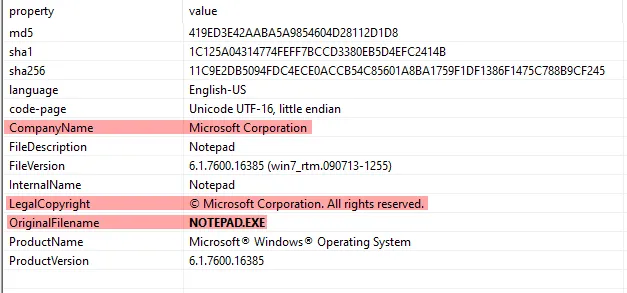 property value
md5 419ED3E42AABA5A9854604D28112D1D8
sha1 1C125A04314774FEFF7BCCD3380EB5D4EFC2414B
sha256 11C9E2DB5094FDC4ECE0ACCB54C85601A8BA1759F1DF1386F1475C788B9CF245
language English-US
code-page Unicode UTF-16, little endian
CompanyName Microsoft Corporation
FileDescription Notepad
FileVersion 6.1.7600.16385 (win7_rtm.090713-1255)
InternalName Notepad
LegalCopyright © Microsoft Corporation. All rights reserved.
OriginalFilename NOTEPAD.EXE
ProductName Microsoft® Windows® Operating System
ProductVersion 6.1.7600.16385